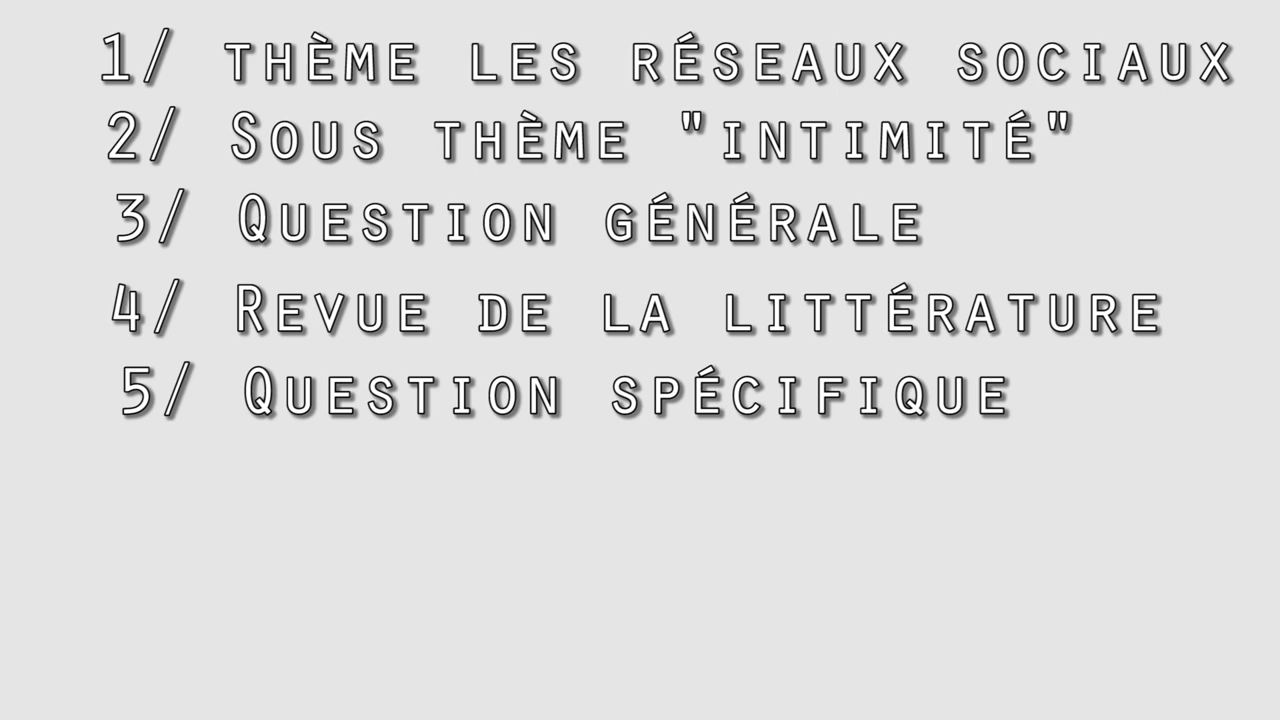 1/ THÈME LES RÉSEAUX SOCIAUX
2/ SOUS THÈME "INTIMITÉ"
3/ QUESTION GÉNÉRALE
4/ REVUE DE LA LITTÉRATURE
5/ QUESTION SPÉCIFIQUE